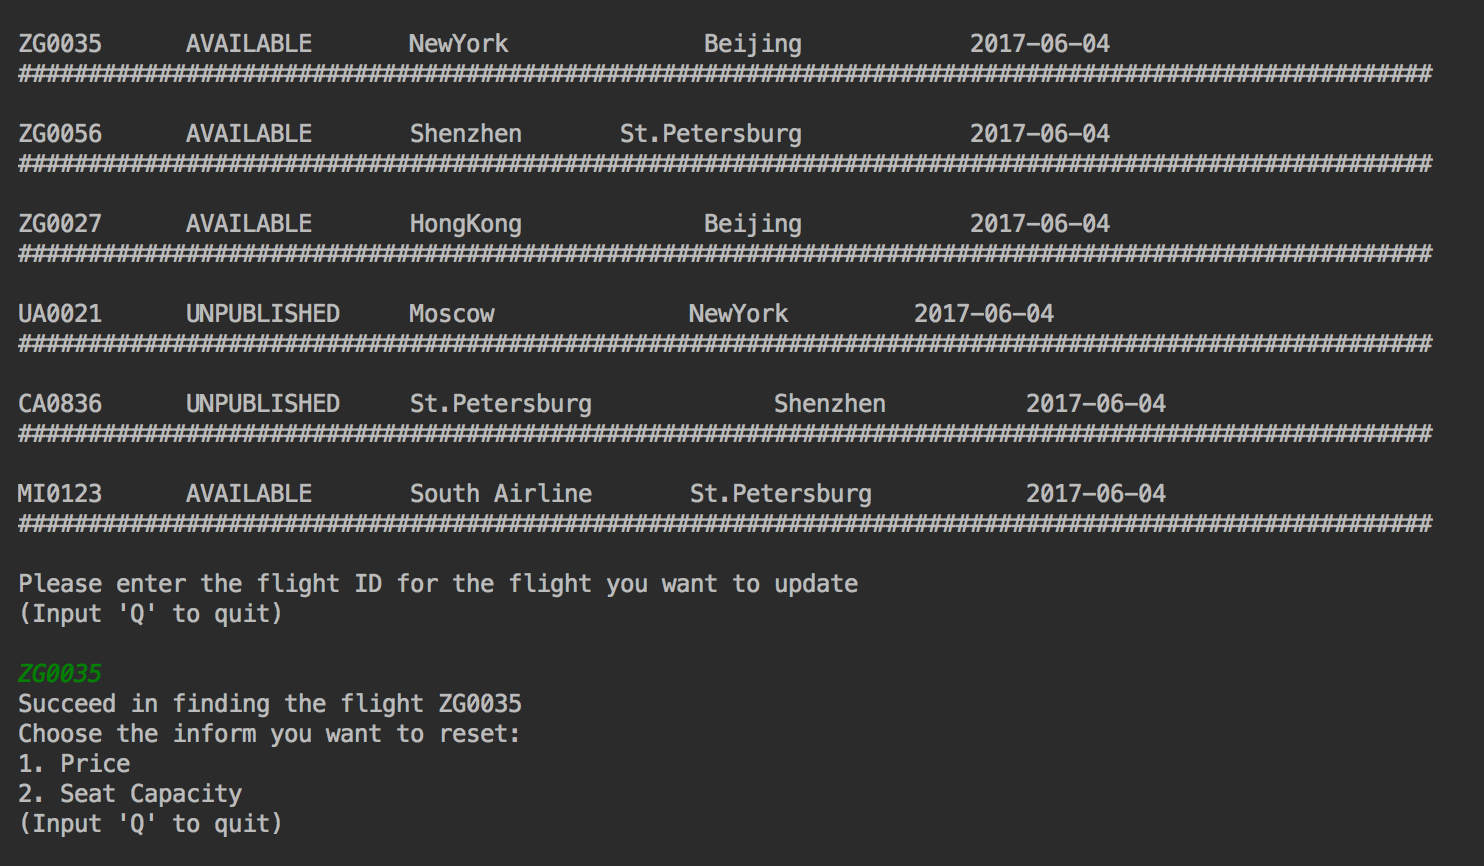 ZG0035      AVAILABLE       NewYork              Beijing            2017-06-04
#####################################################################################################
ZG0056      AVAILABLE       Shenzhen       St.Petersburg            2017-06-04
#####################################################################################################
ZG0027      AVAILABLE       HongKong             Beijing            2017-06-04
#####################################################################################################
UA0021      UNPUBLISHED     Moscow              NewYork         2017-06-04
#####################################################################################################
CA0836      UNPUBLISHED     St.Petersburg             Shenzhen          2017-06-04
#####################################################################################################
MI0123      AVAILABLE       South Airline       St.Petersburg           2017-06-04
#####################################################################################################
Please enter the flight ID for the flight you want to update
(Input 'Q' to quit)
ZG0035
Succeed in finding the flight ZG0035
Choose the inform you want to reset:
1. Price
2. Seat Capacity
(Input 'Q' to quit)